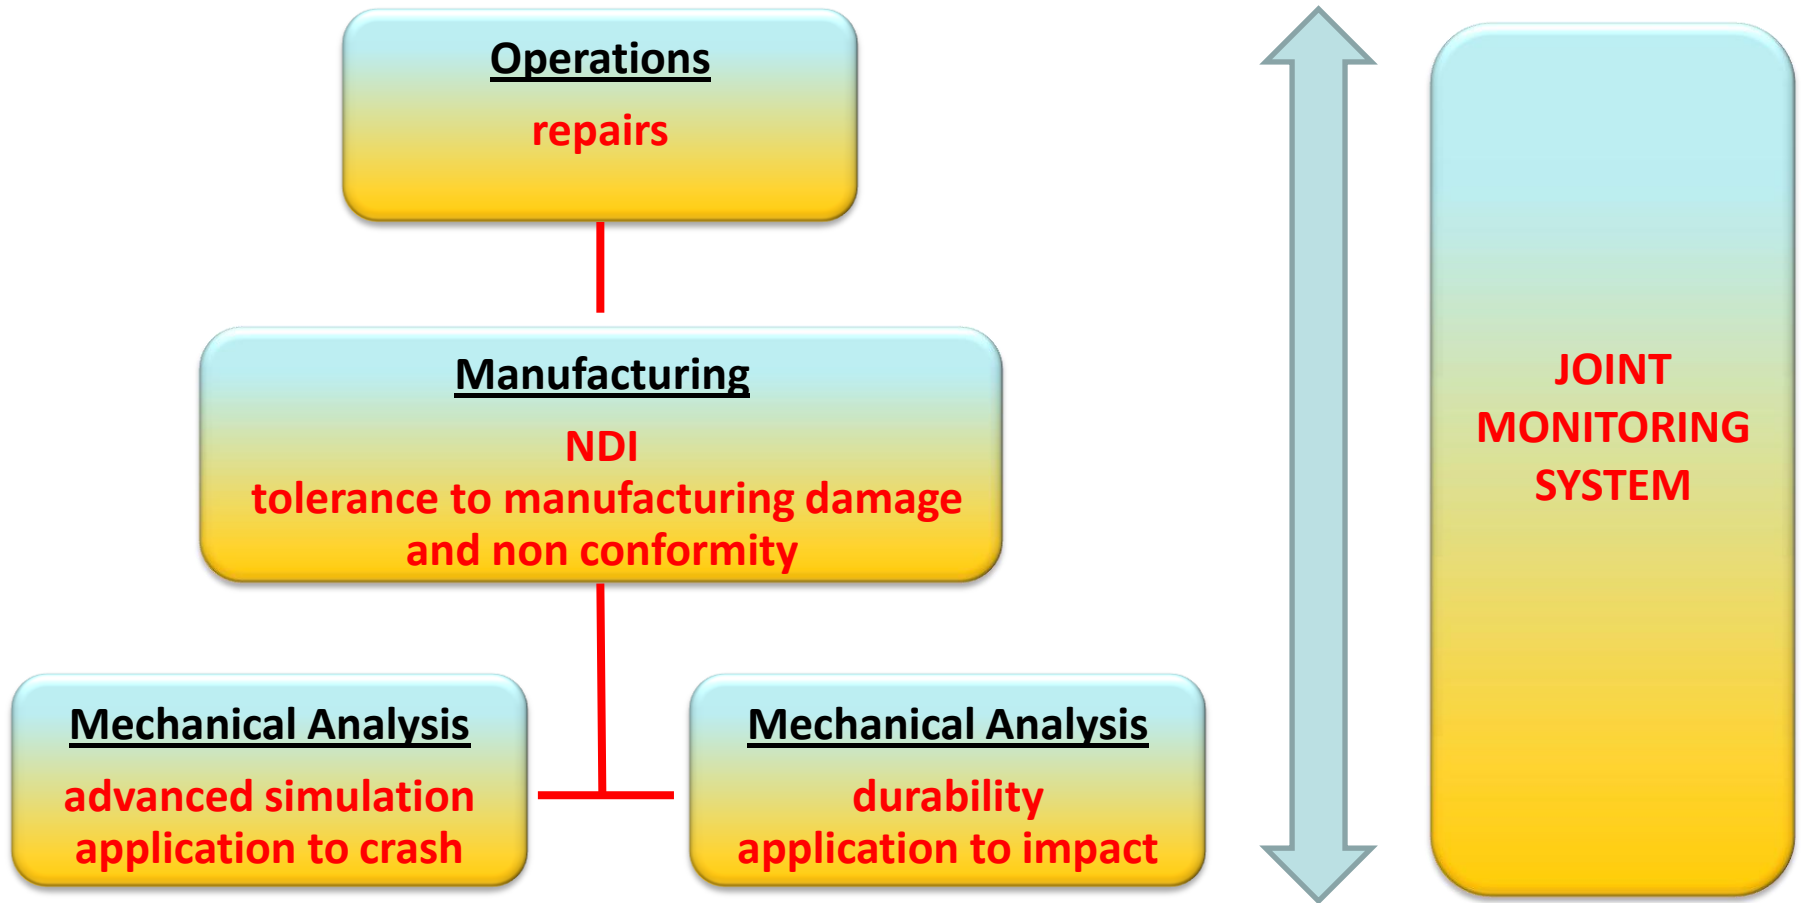 Operations
repairs
Manufacturing
NDI
tolerance to manufacturing damage
and non conformity
Mechanical Analysis
advanced simulation
application to crash
Mechanical Analysis
durability
application to impact
JOINT
MONITORING
SYSTEM